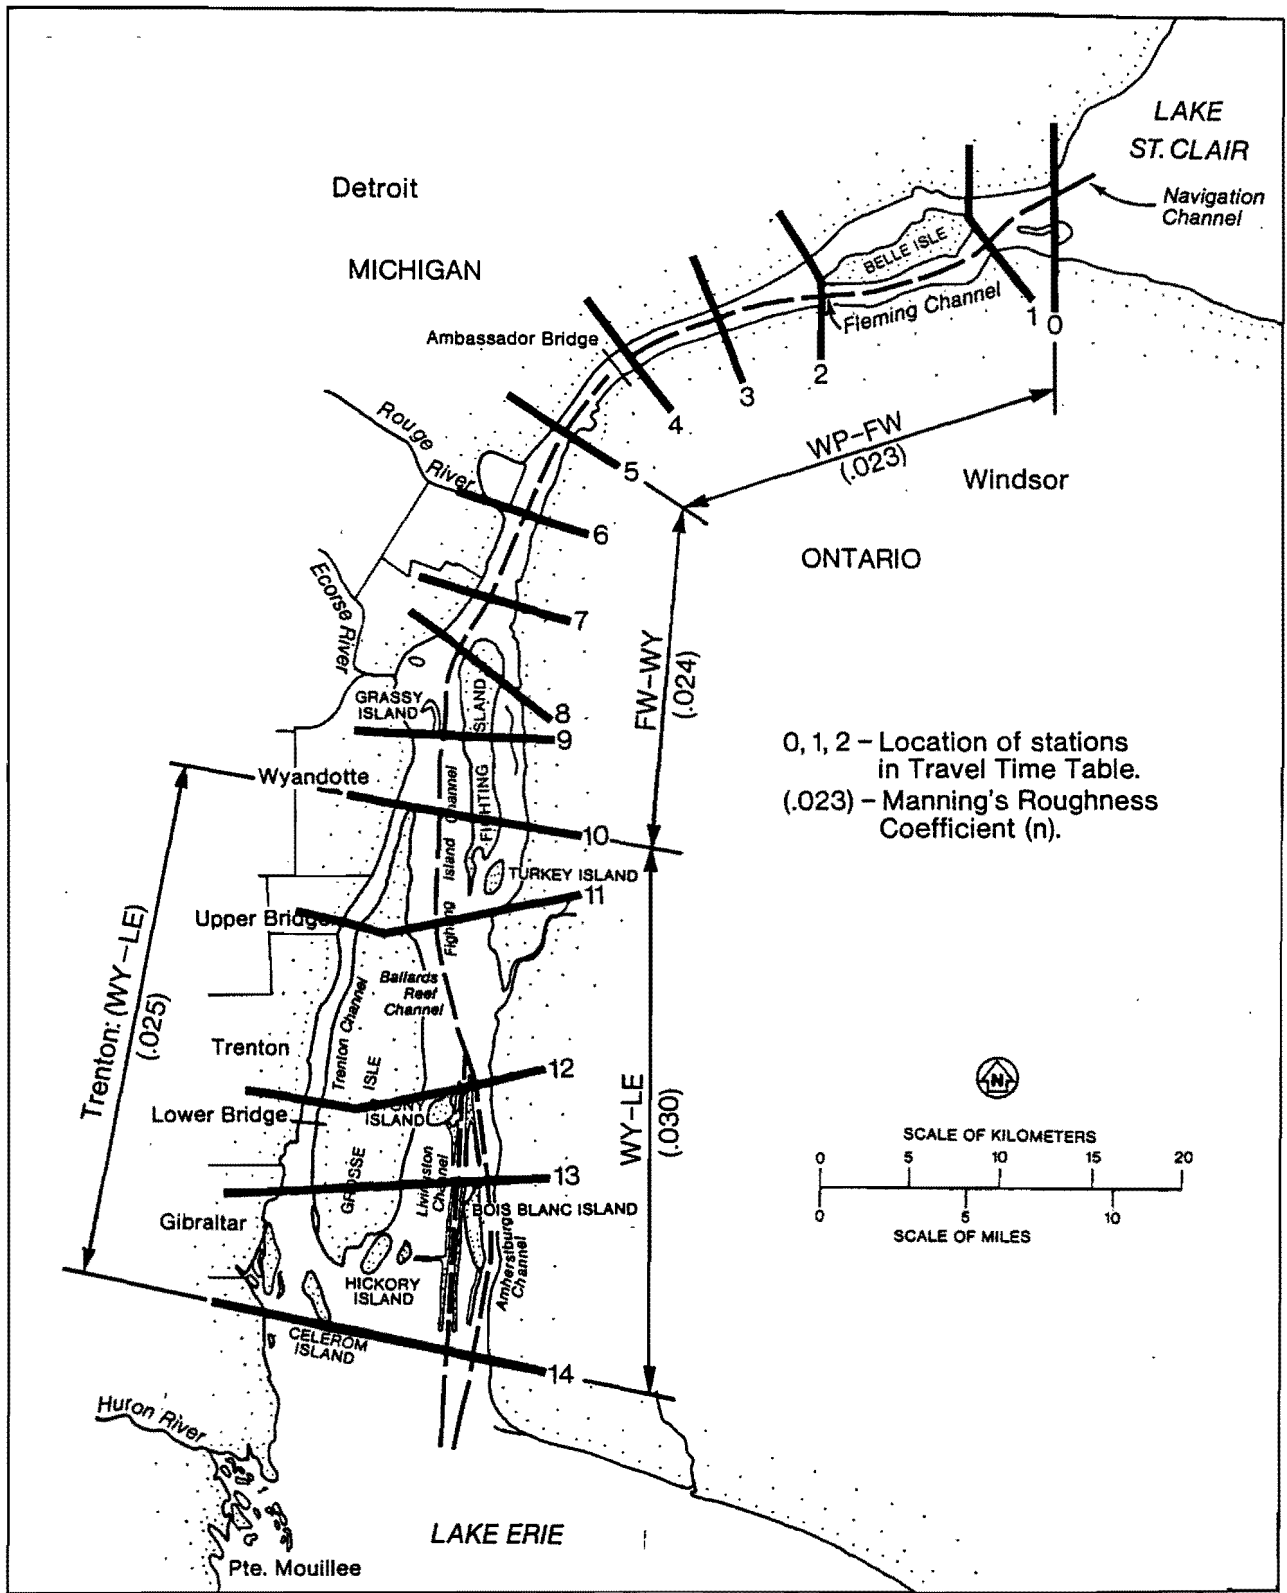 LAKE
ST. CLAIR
Navigation
Channel
Detroit
MICHIGAN
BELLE ISLE
Fleming Channel
Ambassador Bridge
0
1
2
3
4
5
6
7
8
9
10
11
12
13
14
WP-FW
(.023)
Windsor
ONTARIO
Rouge
River
Ecorse River
FW-WY
(.024)
GRASSY
ISLAND
FIGHTING ISLAND
Wyandotte
Fighting Island Channel
TURKEY ISLAND
Upper Bridge
0, 1, 2 – Location of stations
in Travel Time Table.
(.023) – Manning's Roughness
Coefficient (n).
Trenton: (WY-LE)
(.025)
Ballards
Reef
Channel
Trenton Channel
Trenton
GROSSE ISLE
Lower Bridge
ISLAND
WY-LE
(.030)
Livingston
Channel
BOIS BLANC ISLAND
Amherstburg
Channel
Gibraltar
HICKORY
ISLAND
CELEROM
ISLAND
N
SCALE OF KILOMETERS
0 5 10 15 20
0 5 10
SCALE OF MILES
Huron River
LAKE ERIE
Pte. Mouillee